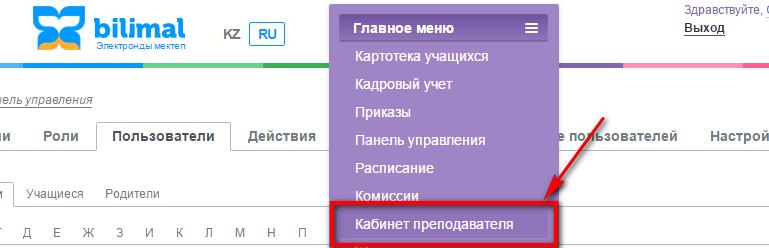 Здравствуйте,
Выход
bilimal
Электронды мектеп
KZ RU
Главное меню
Картотека учащихся
Кадровый учет
Приказы
Панель управления
Расписание
Комиссии
Кабинет преподавателя
нель управления
Роли Пользователи Действия е пользователей Настрой
Учащиеся Родители
Д Е Ж З И К Л М Н П